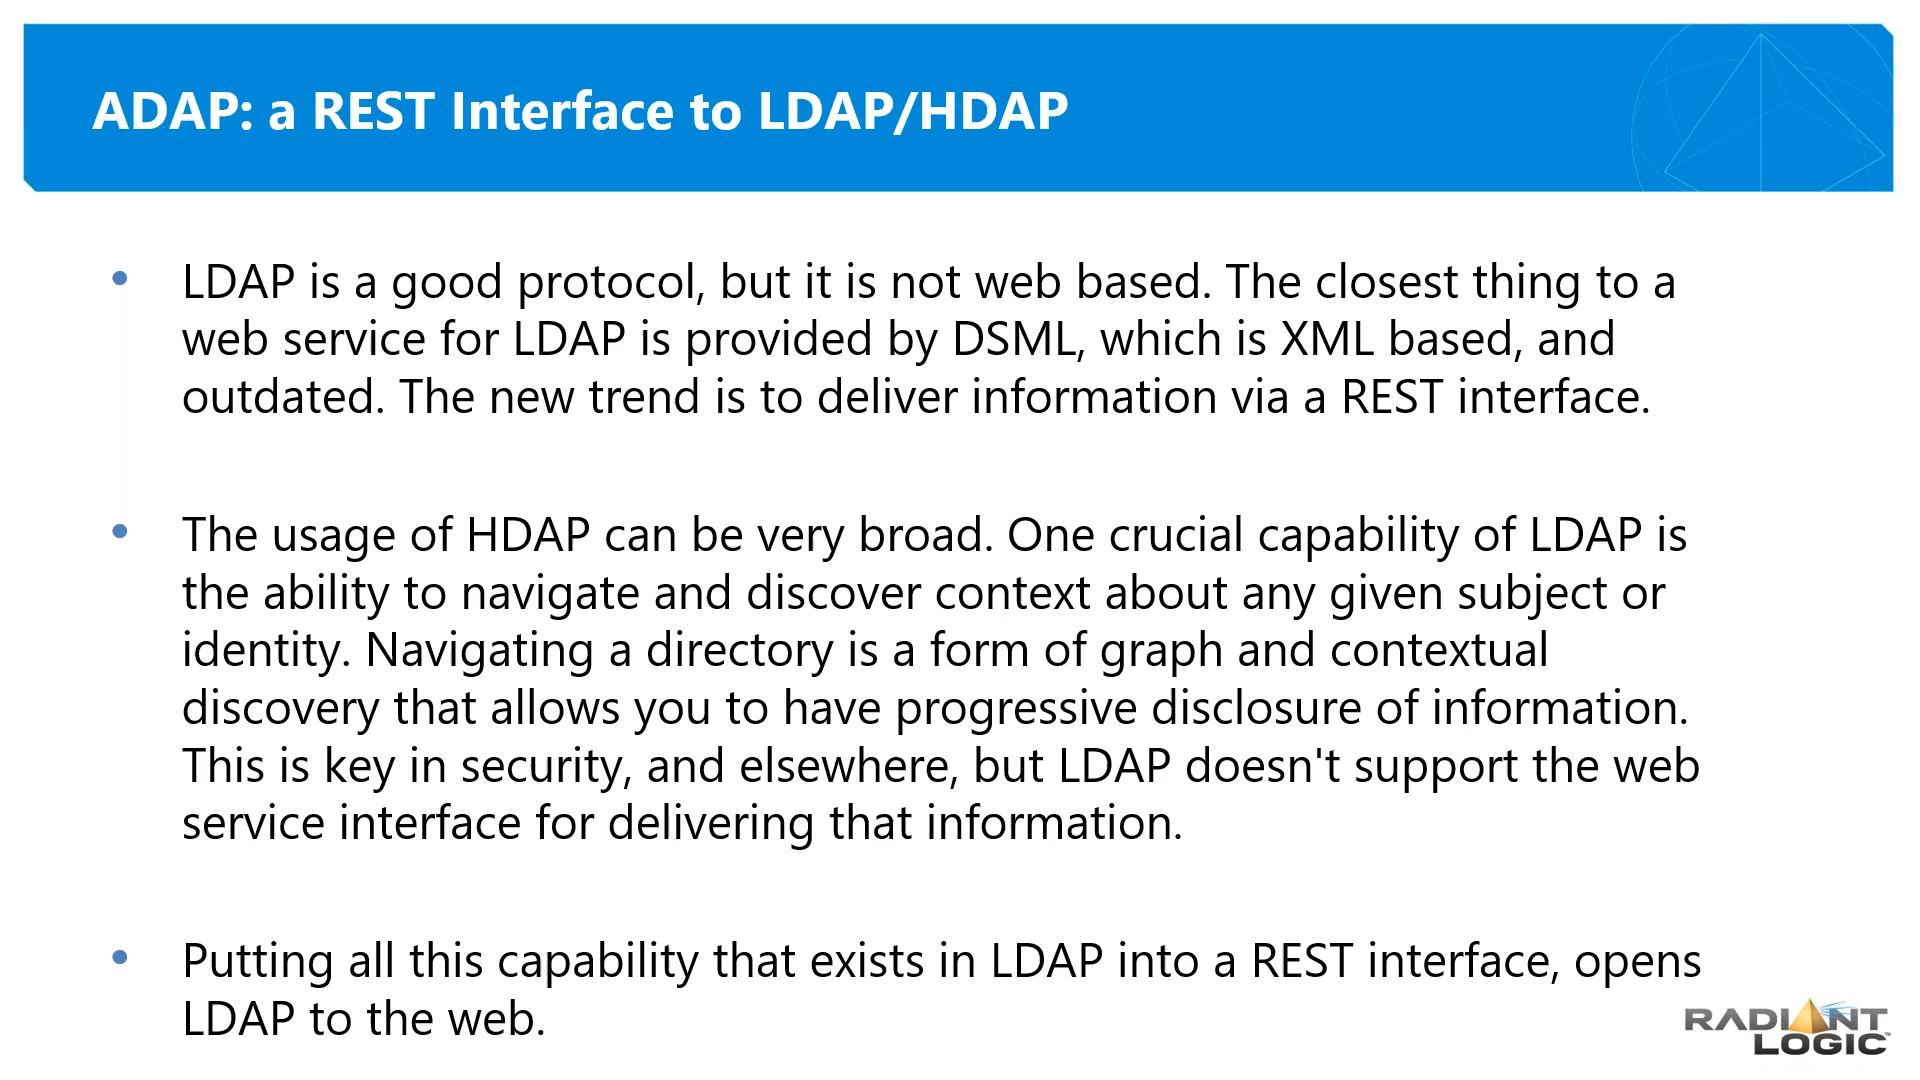 ADAP: a REST Interface to LDAP/HDAP
• LDAP is a good protocol, but it is not web based. The closest thing to a
web service for LDAP is provided by DSML, which is XML based, and
outdated. The new trend is to deliver information via a REST interface.
• The usage of HDAP can be very broad. One crucial capability of LDAP is
the ability to navigate and discover context about any given subject or
identity. Navigating a directory is a form of graph and contextual
discovery that allows you to have progressive disclosure of information.
This is key in security, and elsewhere, but LDAP doesn't support the web
service interface for delivering that information.
• Putting all this capability that exists in LDAP into a REST interface, opens
LDAP to the web.
RADIANT
LOGIC™